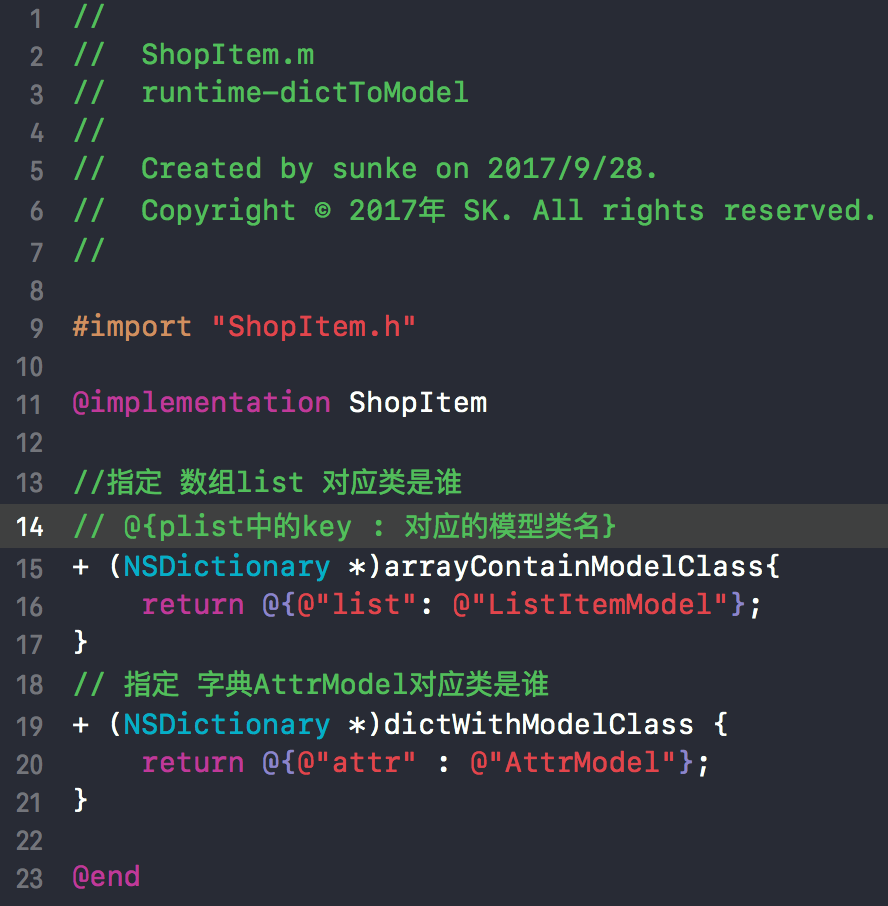 1 //
2 //  ShopItem.m
3 //  runtime-dictToModel
4 //
5 //  Created by sunke on 2017/9/28.
6 //  Copyright © 2017年 SK. All rights reserved.
7 //
8
9 #import "ShopItem.h"
10
11 @implementation ShopItem
12
13 //指定 数组list 对应类是谁
14 // @{plist中的key : 对应的模型类名}
15 + (NSDictionary *)arrayContainModelClass{
16     return @{@"list": @"ListItemModel"};
17 }
18 // 指定 字典AttrModel对应类是谁
19 + (NSDictionary *)dictWithModelClass {
20     return @{@"attr" : @"AttrModel"};
21 }
22
23 @end